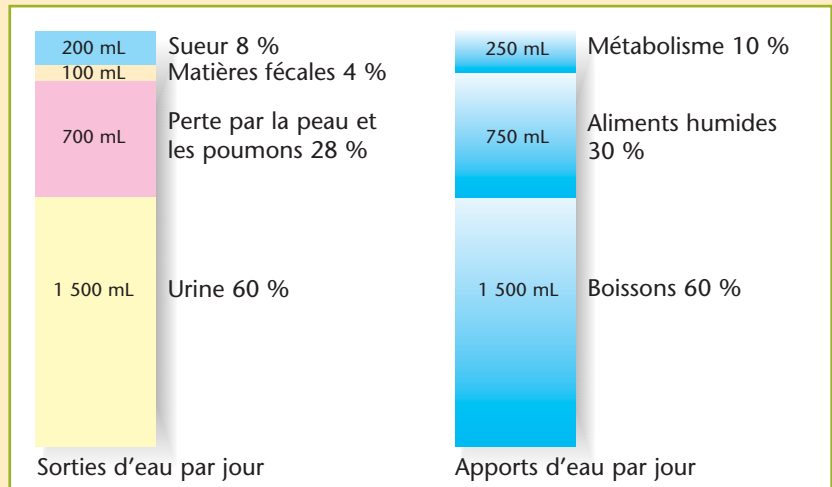 200 mL
Sueur 8 %
100 mL
Matières fécales 4 %
700 mL
Perte par la peau et
les poumons 28 %
1 500 mL
Urine 60 %
Sorties d’eau par jour
250 mL
Métabolisme 10 %
750 mL
Aliments humides
30 %
1 500 mL
Boissons 60 %
Apports d’eau par jour